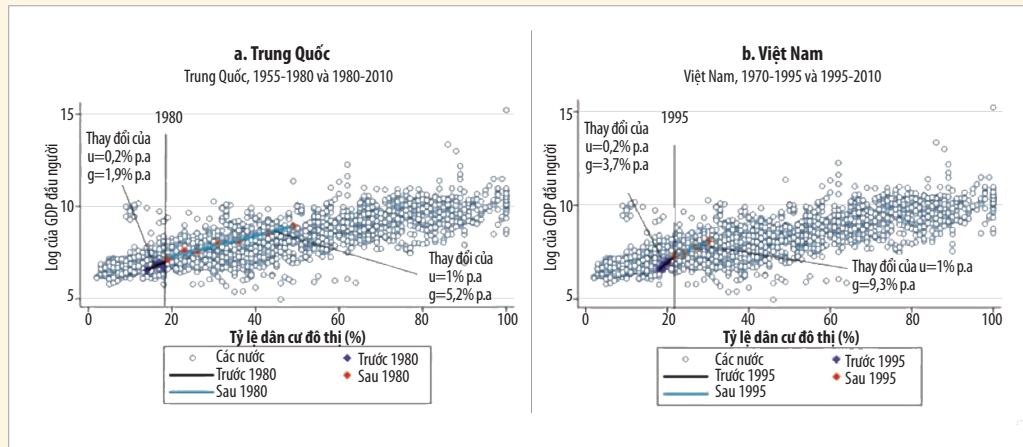 a. Trung Quốc
Trung Quốc, 1955-1980 và 1980-2010
1980
Thay đổi của
u=0,2% p.a
g=1,9% p.a
Thay đổi của
u=1% p.a
g=5,2% p.a
Log của GDP đầu người
15
10
5
0 20 40 60 80 100
Tỷ lệ dân cư đô thị (%)
Các nước
Trước 1980
Trước 1980
Sau 1980
Sau 1980
b. Việt Nam
Việt Nam, 1970-1995 và 1995-2010
1995
Thay đổi của
u=0,2% p.a
g=3,7% p.a
Thay đổi của u=1% p.a
g=9,3% p.a
Log của GDP đầu người
15
10
5
0 20 40 60 80 100
Tỷ lệ dân cư đô thị (%)
Các nước
Trước 1995
Trước 1995
Sau 1995
Sau 1995